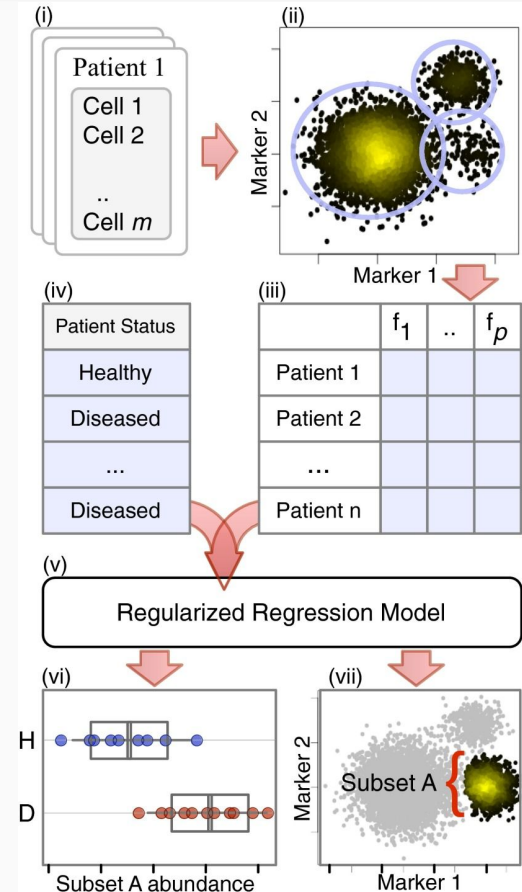 (i)
Patient 1
Cell 1
Cell 2
..
Cell m
(ii)
Marker 2
Marker 1
(iv)
Patient Status
Healthy
Diseased
...
Diseased
(iii)
f1 .. fp
Patient 1
Patient 2
...
Patient n
(v)
Regularized Regression Model
(vi)
H
D
Subset A abundance
(vii)
Marker 2
Subset A {
Marker 1